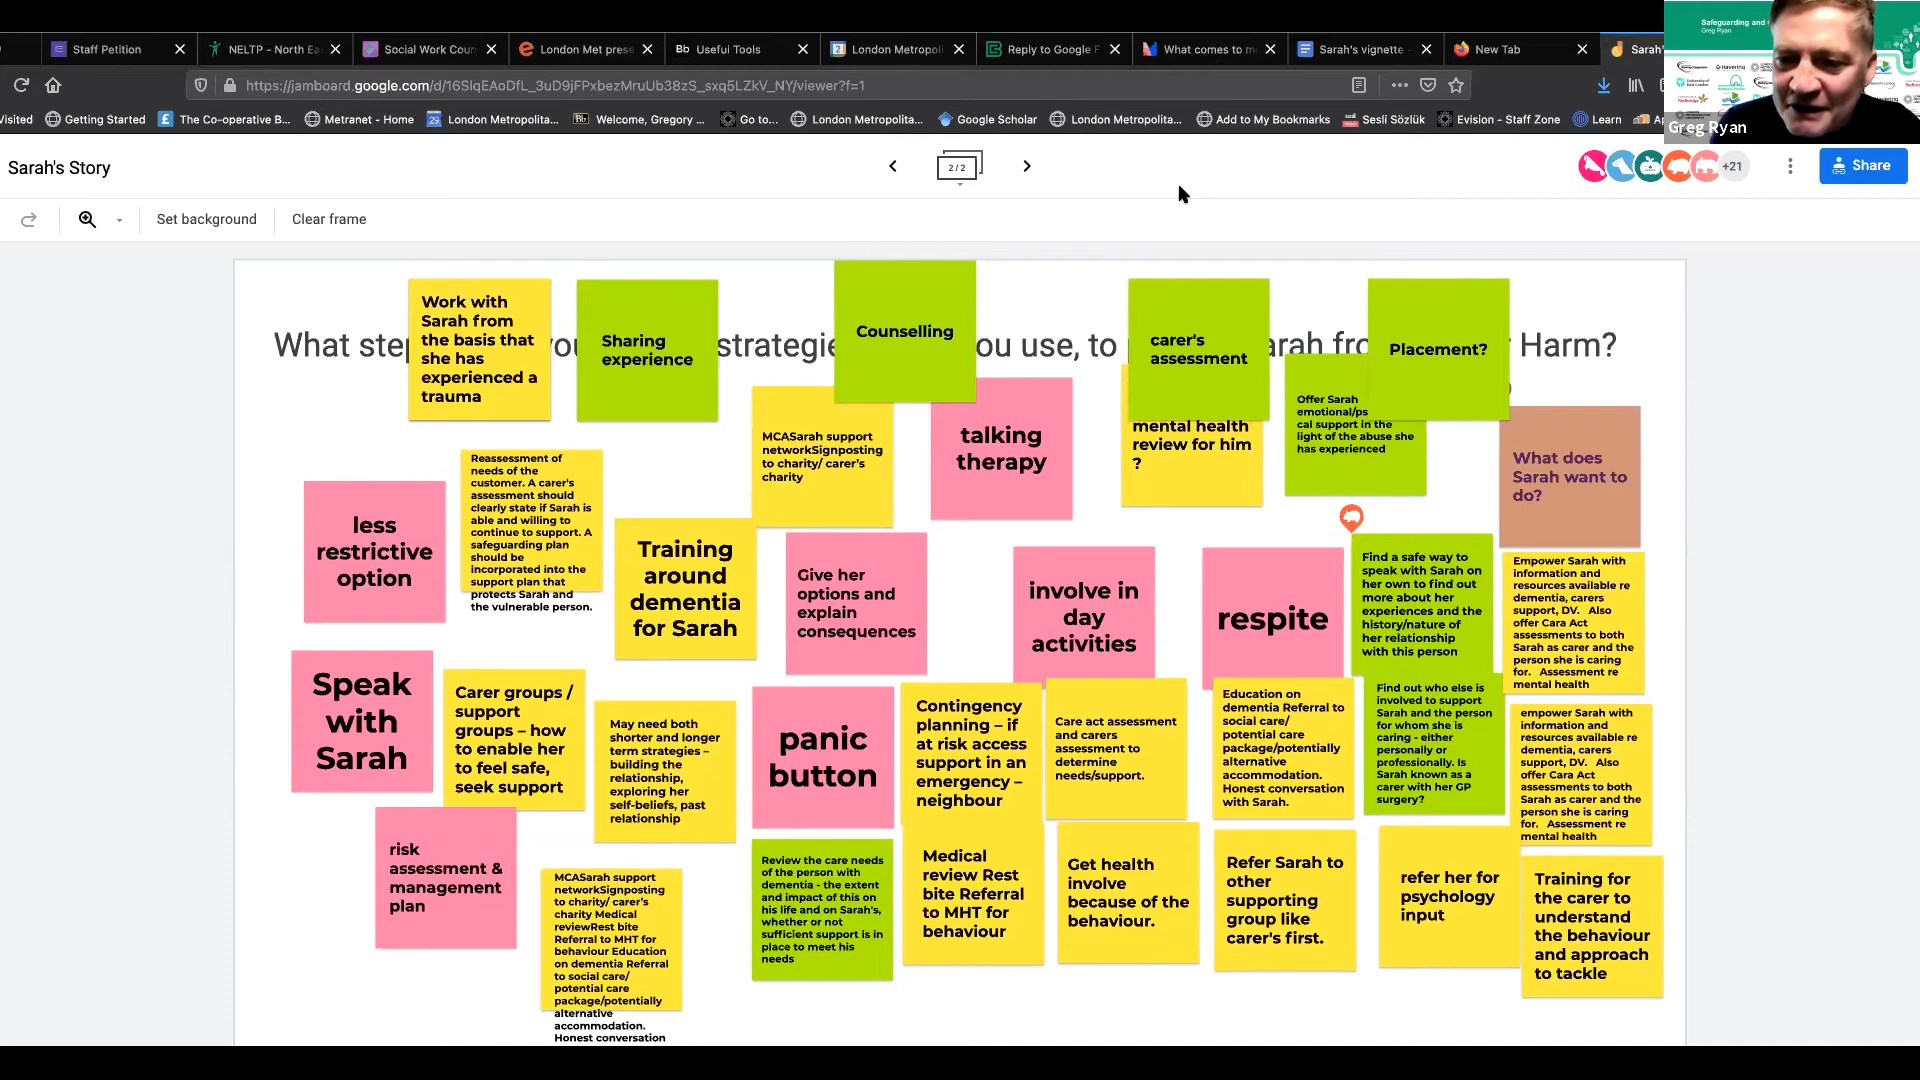 Staff Petition
NELTP - North Ea
Social Work Cour
London Met pres
Bb Useful Tools
London Metropoli
Reply to Google F
What comes to m
Sarah's vignette -
New Tab
Sarah'
https://jamboard.google.com/d/16SlqEAoDfL_3uD9jFPxbezMruUb38zS_sxq5LZkV_NY/viewer?f=1
Visited
Getting Started
The Co-operative B...
Metranet - Home
London Metropolita...
Welcome, Gregory ...
Go to...
London Metropolita...
Google Scholar
London Metropolita...
Add to My Bookmarks
Sesli Sözlük
Evision - Staff Zone
Learn
Safeguarding and
Greg Ryan
Greg Ryan
Sarah's Story
2 / 2
+21
Share
Set background
Clear frame
What ste
strategie
ou use, to
arah fro
Harm?
Work with
Sarah from
the basis that
she has
experienced a
trauma
Sharing
experience
Counselling
carer's
assessment
Placement?
MCASarah support
networkSignposting
to charity/ carer's
charity
talking
therapy
mental health
review for him
?
Offer Sarah
emotional/ps
cal support in the
light of the abuse she
has experienced
What does
Sarah want to
do?
less
restrictive
option
Reassessment of
needs of the
customer. A carer's
assessment should
clearly state if Sarah is
able and willing to
continue to support. A
safeguarding plan
should be
incorporated into the
support plan that
protects Sarah and
the vulnerable person.
Training
around
dementia
for Sarah
Give her
options and
explain
consequences
involve in
day
activities
respite
Find a safe way to
speak with Sarah on
her own to find out
more about her
experiences and the
history/nature of
her relationship
with this person
Empower Sarah with
information and
resources available re
dementia, carers
support, DV. Also
offer Cara Act
assessments to both
Sarah as carer and the
person she is caring
for. Assessment re
mental health
Speak
with
Sarah
Carer groups /
support
groups – how
to enable her
to feel safe,
seek support
May need both
shorter and longer
term strategies –
building the
relationship,
exploring her
self-beliefs, past
relationship
panic
button
Contingency
planning – if
at risk access
support in an
emergency –
neighbour
Care act assessment
and carers
assessment to
determine
needs/support.
Education on
dementia Referral to
social care/
potential care
package/potentially
alternative
accommodation.
Honest conversation
with Sarah.
Find out who else is
involved to support
Sarah and the person
for whom she is
caring - either
personally or
professionally. Is
Sarah known as a
carer with her GP
surgery?
empower Sarah with
information and
resources available re
dementia, carers
support, DV. Also
offer Cara Act
assessments to both
Sarah as carer and the
person she is caring
for. Assessment re
mental health
risk
assessment &
management
plan
MCASarah support
networkSignposting
to charity/ carer's
charity Medical
reviewRest bite
Referral to MHT for
behaviour Education
on dementia Referral
to social care/
potential care
package/potentially
alternative
accommodation.
Honest conversation
Review the care needs
of the person with
dementia - the extent
and impact of this on
his life and on Sarah's,
whether or not
sufficient support is in
place to meet his
needs
Medical
review Rest
bite Referral
to MHT for
behaviour
Get health
involve
because of the
behaviour.
Refer Sarah to
other
supporting
group like
carer's first.
refer her for
psychology
input
Training for
the carer to
understand
the behaviour
and approach
to tackle